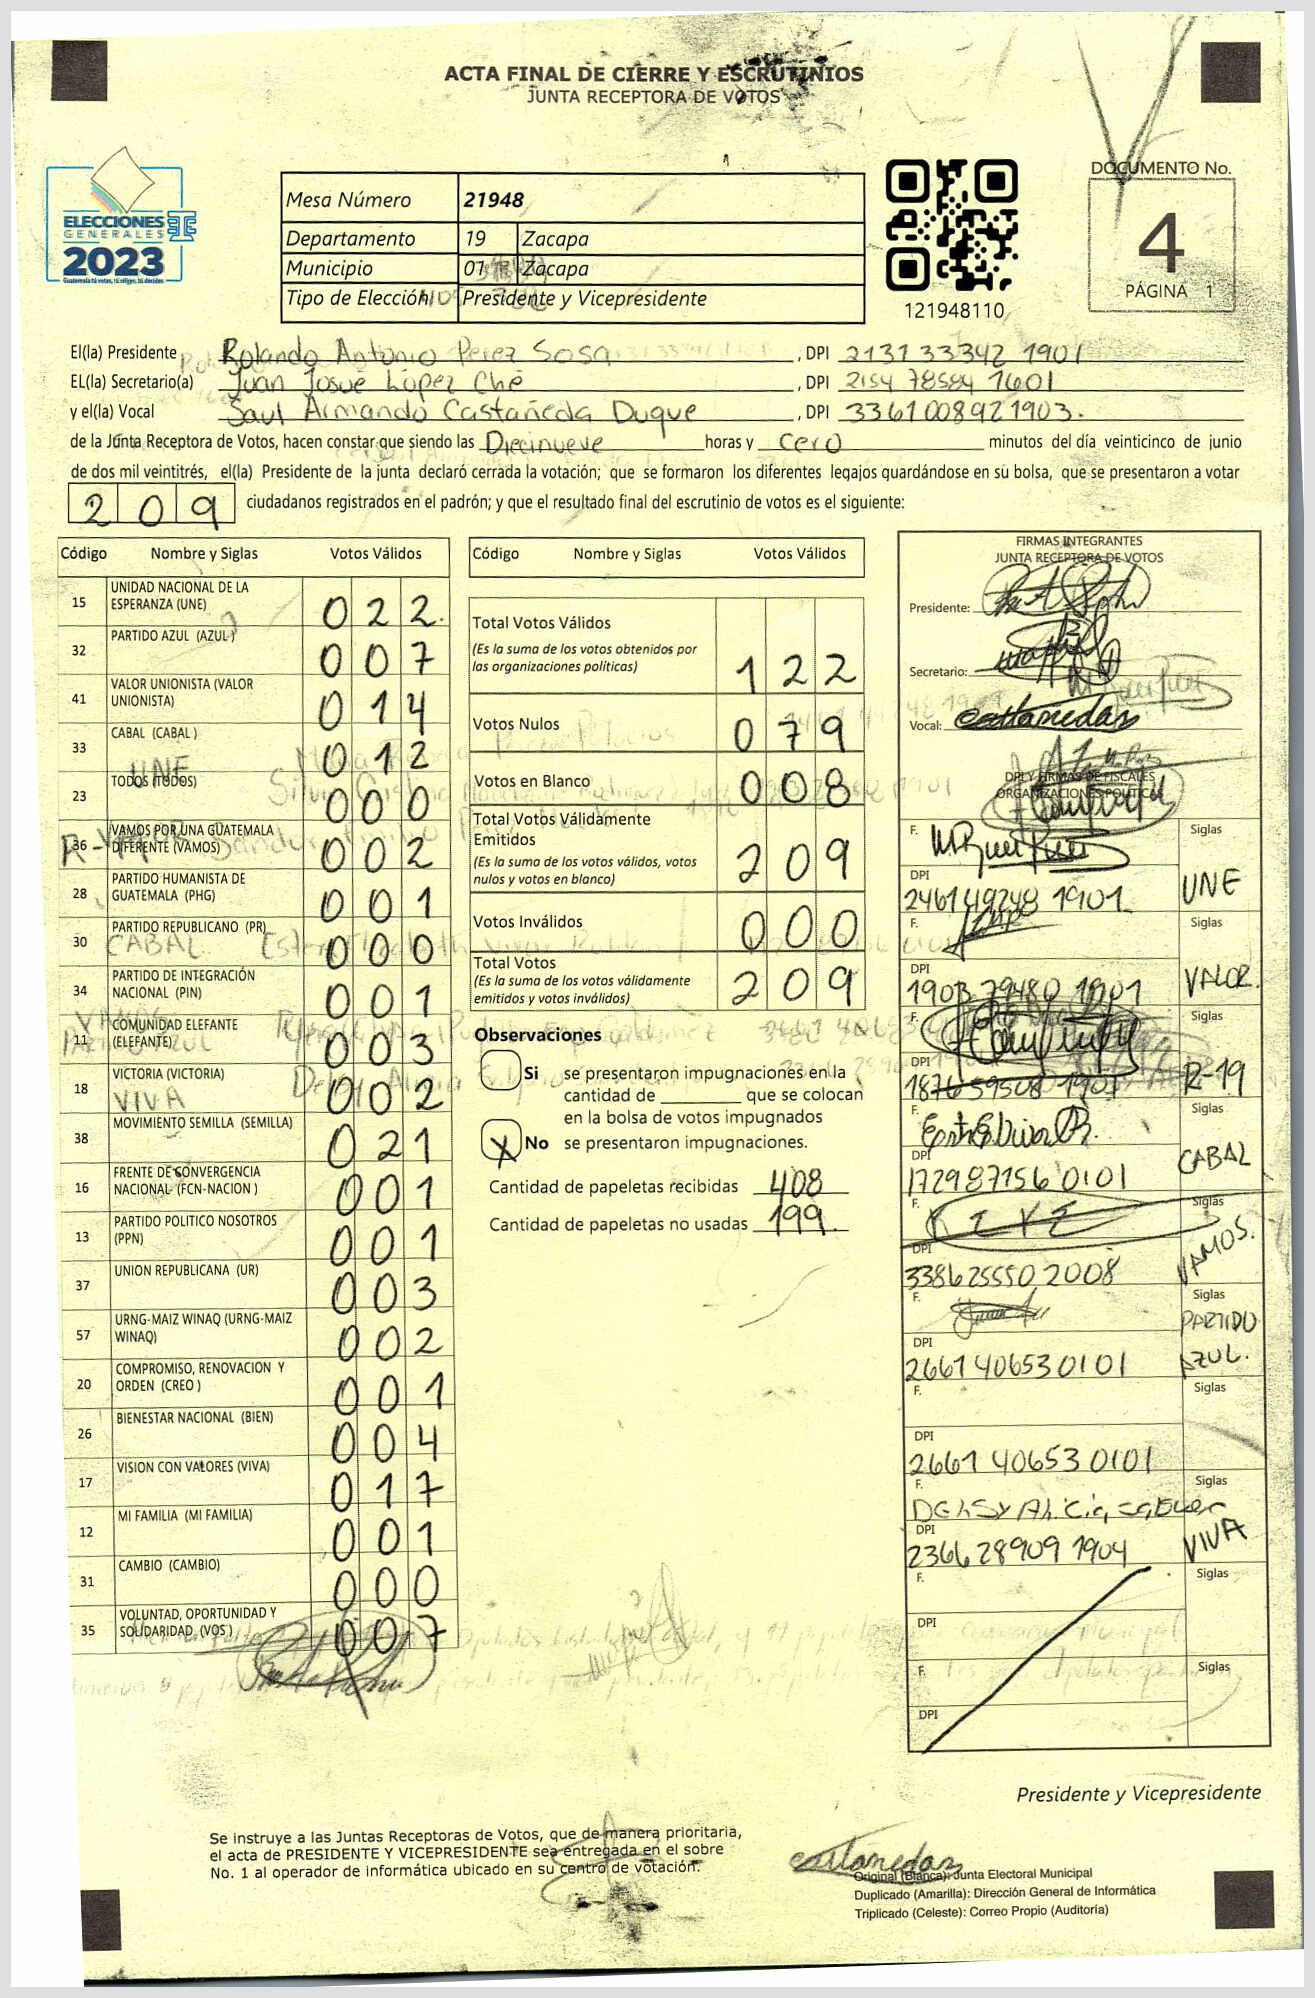 ACTA FINAL DE CIERRE Y ESCRUTINIOS
JUNTA RECEPTORA DE VOTOS
ELECCIONES
GENERALES
2023
Guatemala tú votas, tú eliges, tú decides
Mesa Número 21948
Departamento 19 Zacapa
Municipio 01 Zacapa
Tipo de Elección Presidente y Vicepresidente
121948110
DOCUMENTO No.
4
PÁGINA 1
El(la) Presidente Rolando Antonio Perez Sosa , DPI 2131 33342 1901
EL(la) Secretario(a) Juan Josue López Ché , DPI 2154 78584 1601
y el(la) Vocal Saul Armando Castañeda Duque , DPI 3361008921903.
de la Junta Receptora de Votos, hacen constar que siendo las Diecinueve horas y cero minutos del día veinticinco de junio
de dos mil veintitrés, el(la) Presidente de la junta declaró cerrada la votación; que se formaron los diferentes legajos guardándose en su bolsa, que se presentaron a votar
209 ciudadanos registrados en el padrón; y que el resultado final del escrutinio de votos es el siguiente:
Código Nombre y Siglas Votos Válidos
15 UNIDAD NACIONAL DE LA ESPERANZA (UNE) 022
32 PARTIDO AZUL (AZUL) 007
41 VALOR UNIONISTA (VALOR UNIONISTA) 014
33 CABAL (CABAL ) 012
23 TODOS (TODOS) 000
36 VAMOS POR UNA GUATEMALA DIFERENTE (VAMOS) 002
28 PARTIDO HUMANISTA DE GUATEMALA (PHG) 001
30 PARTIDO REPUBLICANO (PR) 000
34 PARTIDO DE INTEGRACIÓN NACIONAL (PIN) 001
11 COMUNIDAD ELEFANTE (ELEFANTE) 003
18 VICTORIA (VICTORIA) 002
38 MOVIMIENTO SEMILLA (SEMILLA) 021
16 FRENTE DE CONVERGENCIA NACIONAL (FCN-NACION ) 001
13 PARTIDO POLITICO NOSOTROS (PPN) 001
37 UNION REPUBLICANA (UR) 003
57 URNG-MAIZ WINAQ (URNG-MAIZ WINAQ) 002
20 COMPROMISO, RENOVACION Y ORDEN (CREO ) 001
26 BIENESTAR NACIONAL (BIEN) 004
17 VISION CON VALORES (VIVA) 017
12 MI FAMILIA (MI FAMILIA) 001
31 CAMBIO (CAMBIO) 000
35 VOLUNTAD, OPORTUNIDAD Y SOLIDARIDAD (VOS ) 007
Código Nombre y Siglas Votos Válidos
Total Votos Válidos 122
(Es la suma de los votos obtenidos por
las organizaciones políticas)
Votos Nulos 079
Votos en Blanco 008
Total Votos Válidamente
Emitidos 209
(Es la suma de los votos válidos, votos
nulos y votos en blanco)
Votos Inválidos 000
Total Votos 209
(Es la suma de los votos válidamente
emitidos y votos inválidos)
Observaciones
Si se presentaron impugnaciones en la
cantidad de ________ que se colocan
en la bolsa de votos impugnados
X No se presentaron impugnaciones.
Cantidad de papeletas recibidas 408
Cantidad de papeletas no usadas 199
FIRMAS INTEGRANTES
JUNTA RECEPTORA DE VOTOS
Presidente:
Secretario:
Vocal: Castañedas
DPI Y FIRMAS DE FISCALES
ORGANIZACIONES POLITICAS
F. Siglas
DPI
2461 49248 1901 UNE
F. Siglas
DPI
1903 79480 1901 VALOR.
F. Siglas
DPI
1876 59508 1901 R-19
F. Siglas
DPI
172987156 0101 CABAL
F. Siglas
DPI
338625550 2008 VAMOS.
F. Siglas
DPI
2661 40653 0101 PARTIDO AZUL.
F. Siglas
DPI
2661 40653 0101
F. Siglas
DPI
2366 28909 1904 VIVA
F. Siglas
DPI
F. Siglas
DPI
Presidente y Vicepresidente
Se instruye a las Juntas Receptoras de Votos, que de manera prioritaria,
el acta de PRESIDENTE Y VICEPRESIDENTE sea entregada en el sobre
No. 1 al operador de informática ubicado en su centro de votación.
Castañedas
Original (Blanca): Junta Electoral Municipal
Duplicado (Amarilla): Dirección General de Informática
Triplicado (Celeste): Correo Propio (Auditoría)